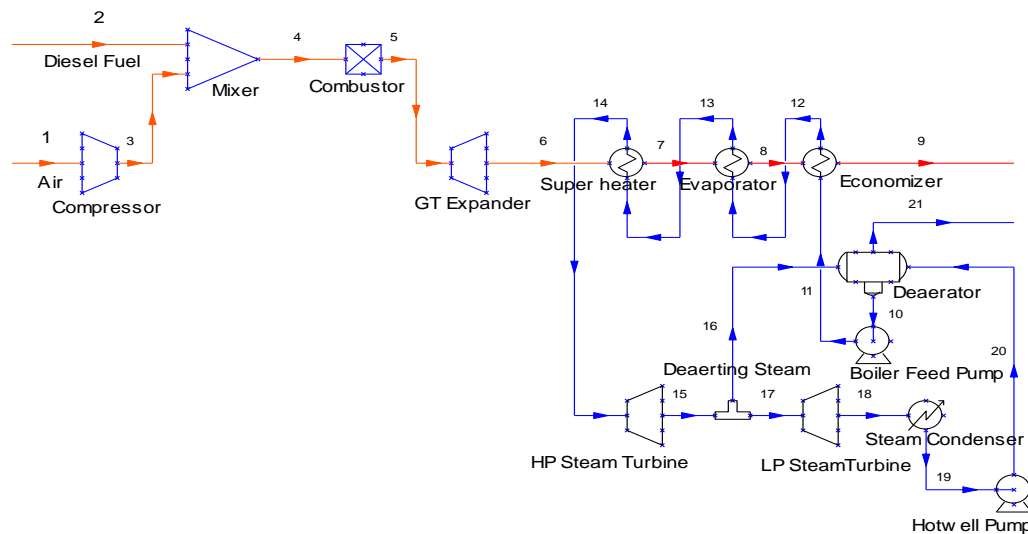 2
Diesel Fuel
4
5
Mixer
Combustor
1
3
Air
Compressor
14
13
12
6
7
8
9
GT Expander
Super heater
Evaporator
Economizer
21
11
Deaerator
10
16
20
Deaerting Steam
Boiler Feed Pump
15
17
18
HP Steam Turbine
LP SteamTurbine
Steam Condenser
19
Hotwell Pump